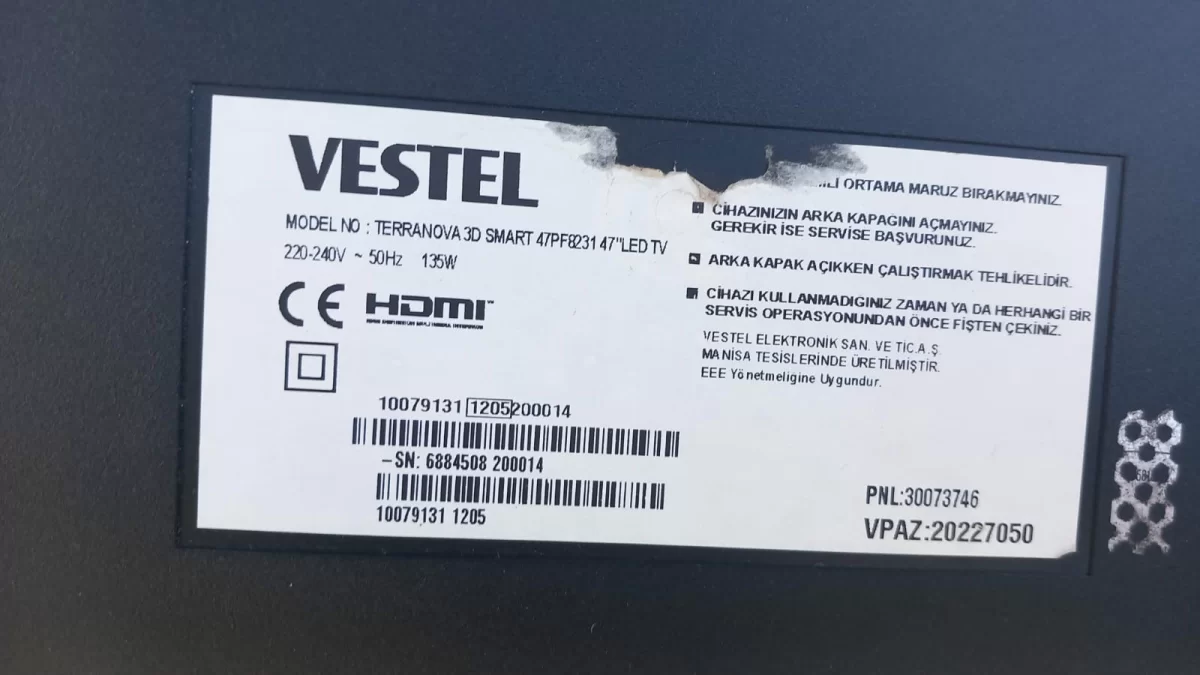 VESTEL
MODEL NO : TERRANOVA 3D SMART 47PF8231 47"LED TV
220-240V ~ 50Hz 135W
CE HDMI
10079131 1205200014
-SN: 6884508 200014
10079131 1205
ORTAMA MARUZ BIRAKMAYINIZ.
CİHAZINIZIN ARKA KAPAGINI AÇMAYINIZ.
GEREKİR İSE SERVİSE BAŞVURUNUZ.
ARKA KAPAK AÇIKKEN ÇALIŞTIRMAK TEHLİKELİDİR.
CİHAZI KULLANMADIGINIZ ZAMAN YA DA HERHANGİ BİR
SERVİS OPERASYONUNDAN ÖNCE FİŞTEN ÇEKİNİZ.
VESTEL ELEKTRONİK SAN. VE TİC.A.Ş.
MANİSA TESİSLERİNDE ÜRETİLMİŞTİR.
EEE Yönetmeligine Uygundur.
PNL:30073746
VPAZ:20227050